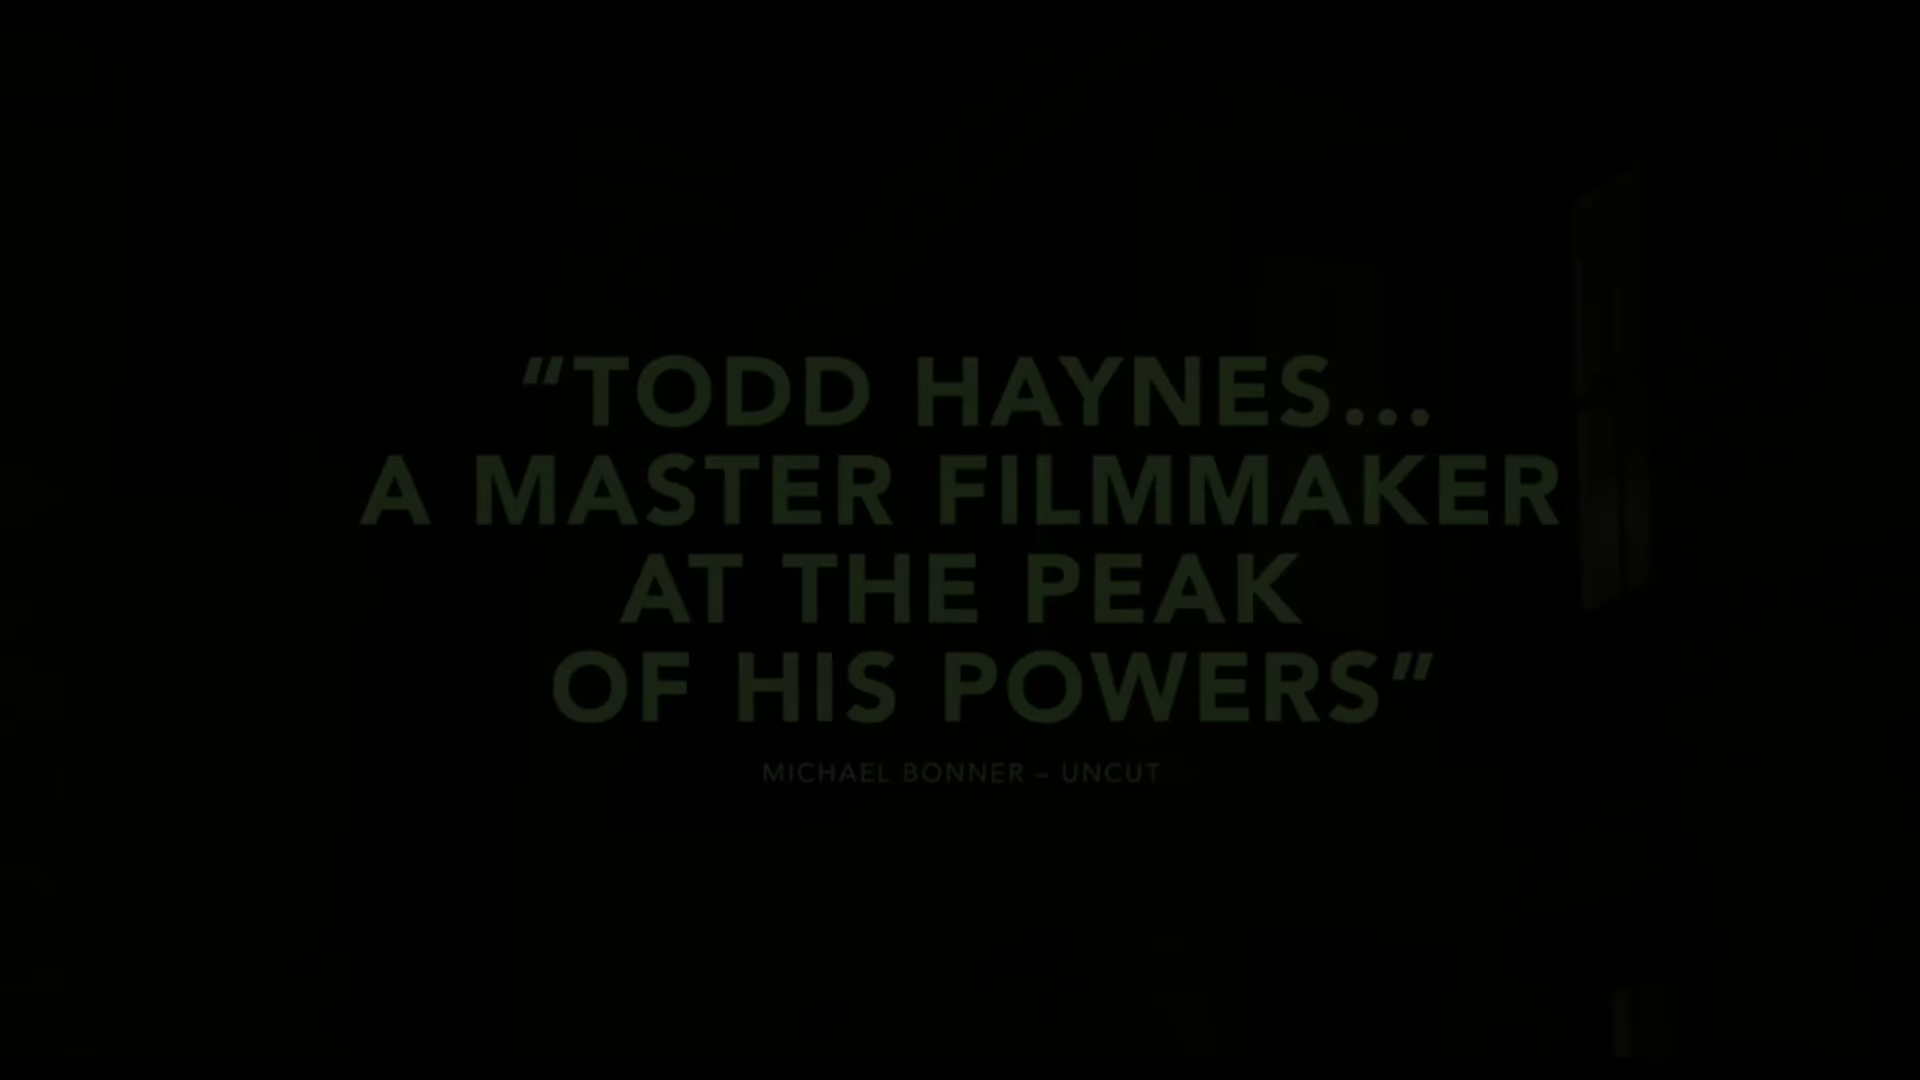 “TODD HAYNES...
A MASTER FILMMAKER
AT THE PEAK
OF HIS POWERS”
MICHAEL BONNER – UNCUT